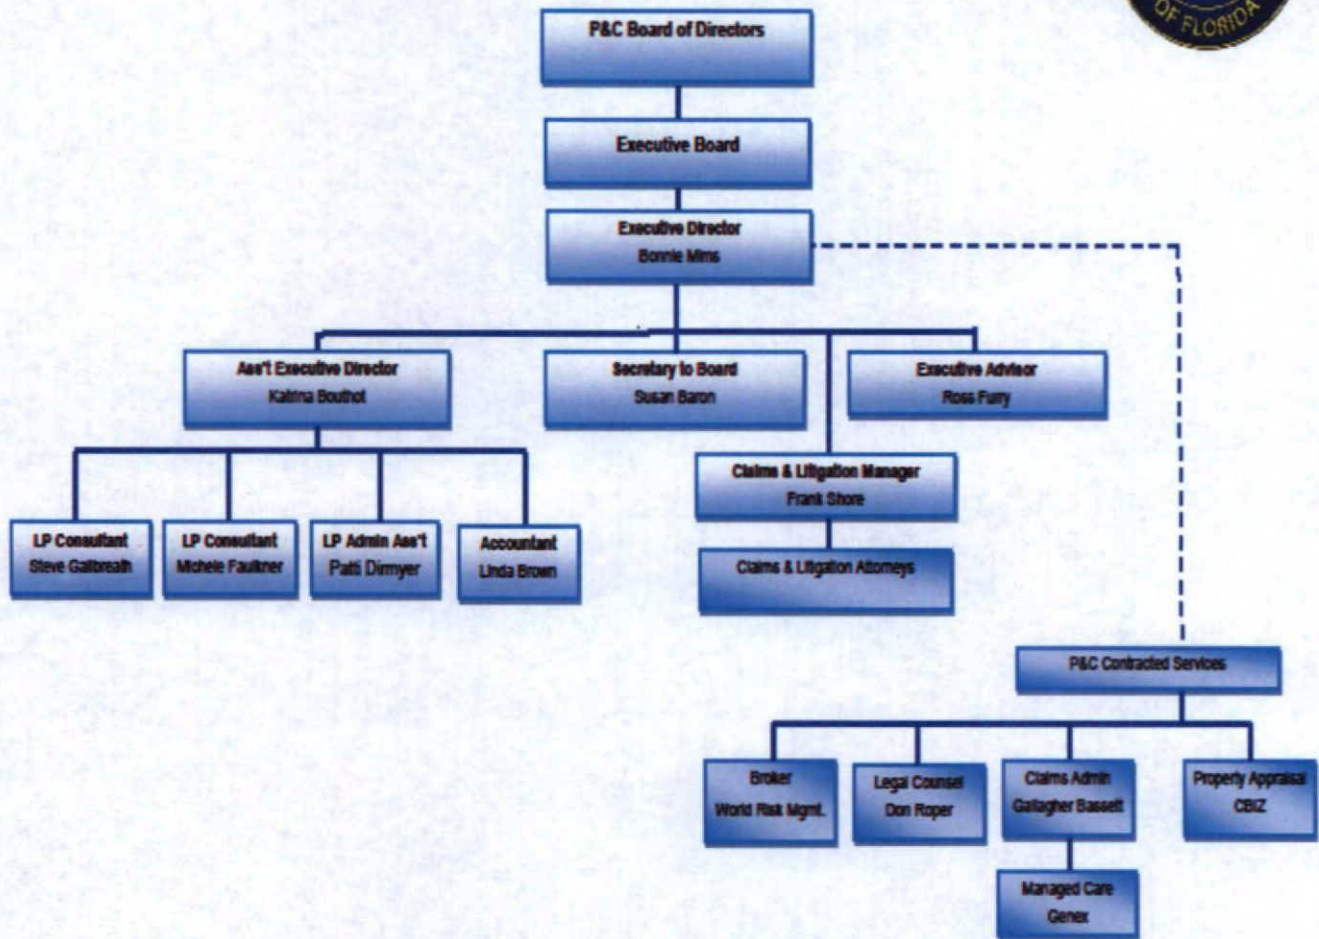 OF FLORIDA
P&C Board of Directors
Executive Board
Executive Director
Bonnie Mims
Ass't Executive Director
Katrina Bouthot
Secretary to Board
Susan Baron
Executive Advisor
Ross Furry
Claims & Litigation Manager
Frank Shore
LP Consultant
Steve Galbreath
LP Consultant
Michele Faulkner
LP Admin Ass't
Patti Dirmyer
Accountant
Linda Brown
Claims & Litigation Attorneys
P&C Contracted Services
Broker
World Risk Mgmt.
Legal Counsel
Don Roper
Claims Admin
Gallagher Bassett
Property Appraisal
CBIZ
Managed Care
Genex